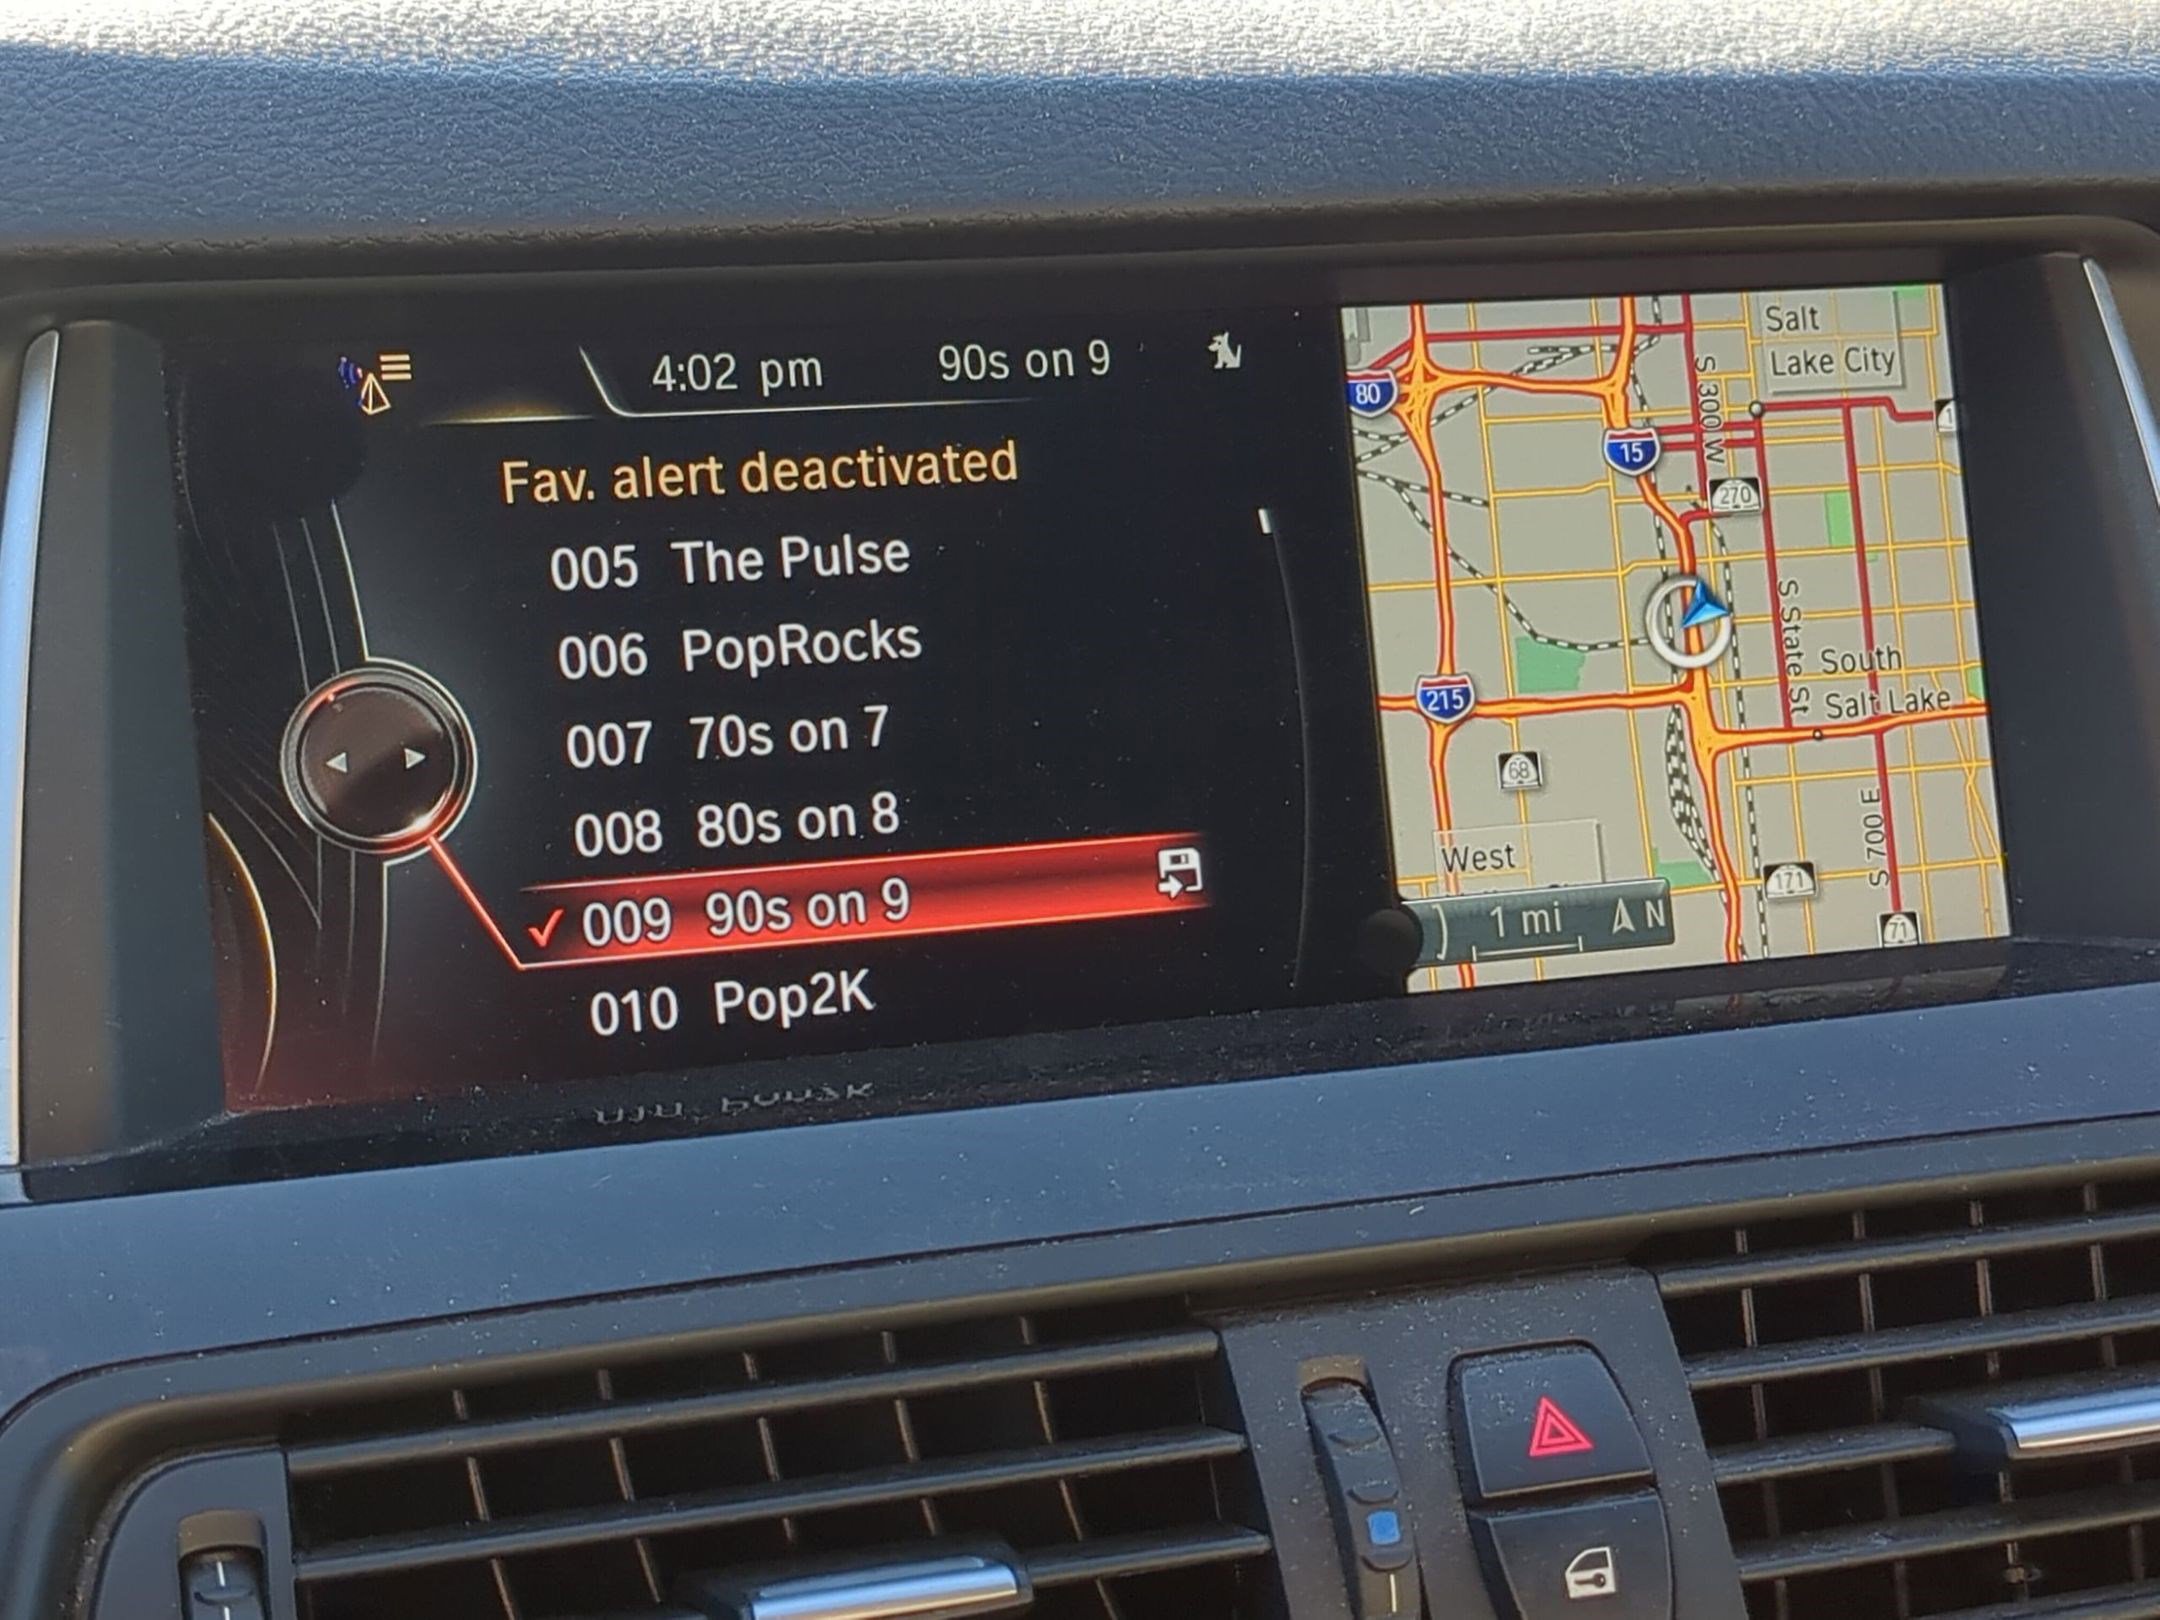 4:02 pm 90s on 9
Fav. alert deactivated
005 The Pulse
006 PopRocks
007 70s on 7
008 80s on 8
009 90s on 9
010 Pop2K
Salt
Lake City
80
S 300 W
15
270
S State St
South
Salt Lake
215
68
West
S 700 E
171
71
1 mi N